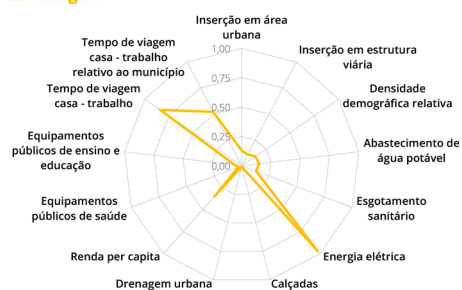 Inserção em área
urbana
Inserção em estrutura
viária
Densidade
demográfica relativa
Abastecimento de
água potável
Esgotamento
sanitário
Energia elétrica
Calçadas
Drenagem urbana
Renda per capita
Equipamentos
públicos de saúde
Equipamentos
públicos de ensino e
educação
Tempo de viagem
casa - trabalho
Tempo de viagem
casa - trabalho
relativo ao município
1,00
0,75
0,50
0,25
0,00